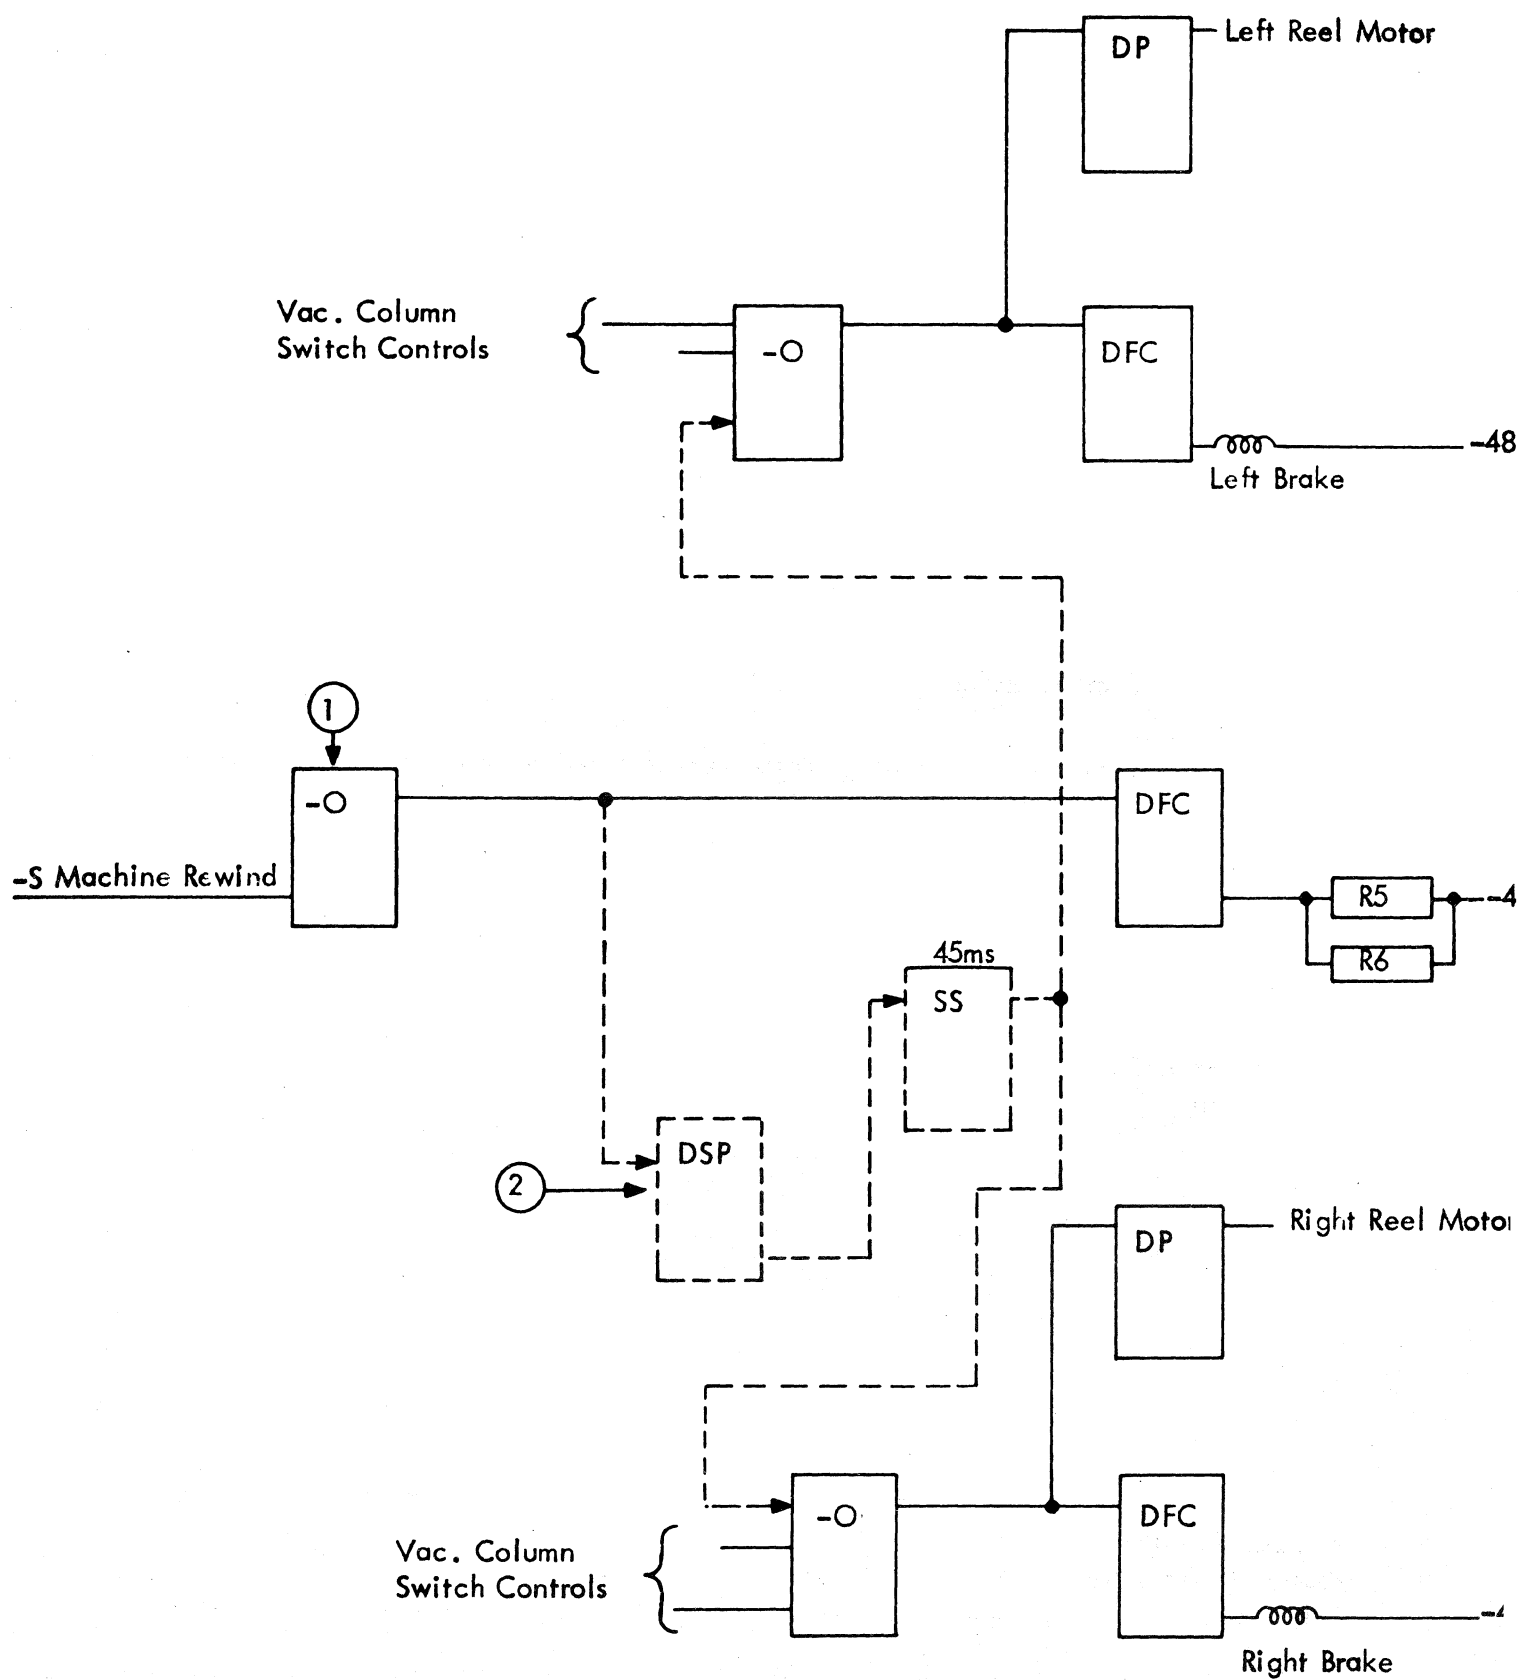 DP
Left Reel Motor
Vac. Column
Switch Controls
-O
DFC
-48
Left Brake
1
-O
DFC
-S Machine Rewind
R5
-4
R6
45ms
SS
DSP
2
DP
Right Reel Motor
-O
DFC
Vac. Column
Switch Controls
Right Brake